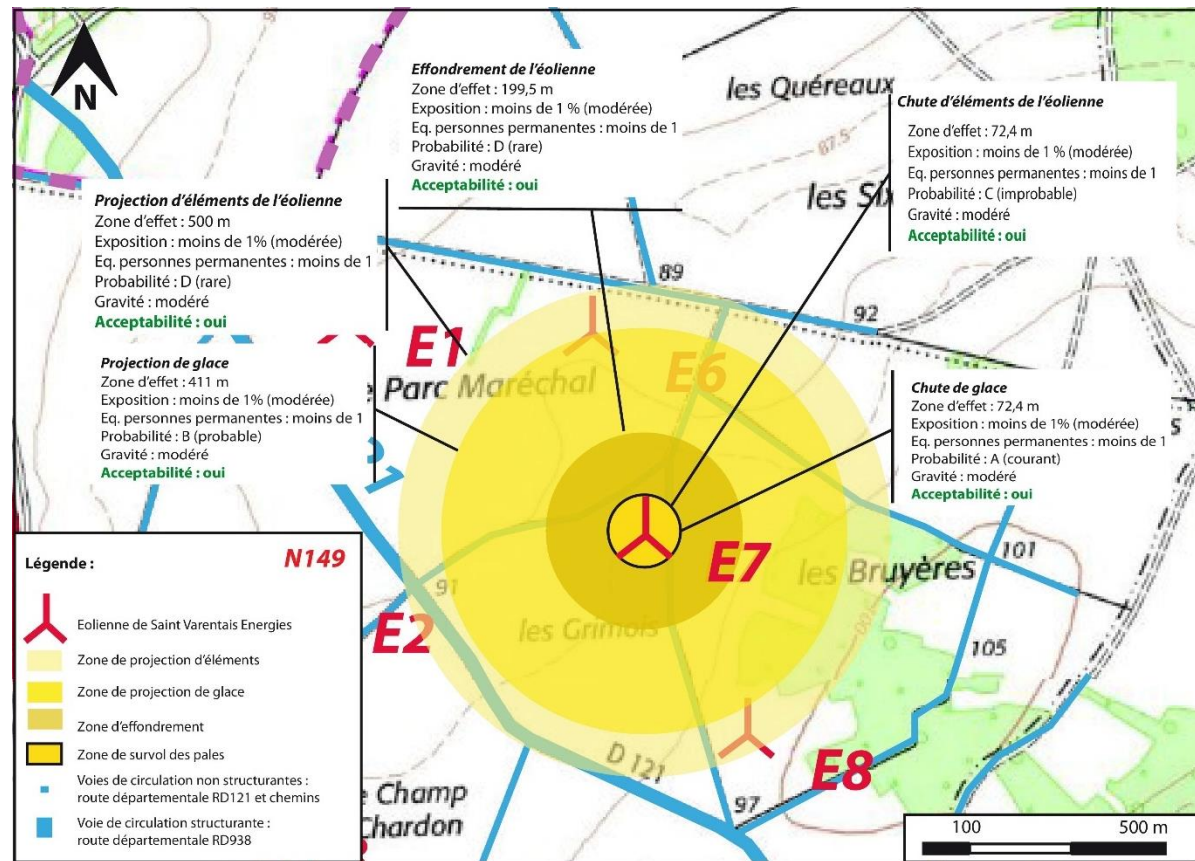 N
Effondrement de l'éolienne
Zone d'effet : 199,5 m
Exposition : moins de 1 % (modérée)
Eq. personnes permanentes : moins de 1
Probabilité : D (rare)
Gravité : modéré
Acceptabilité : oui
les Quéreaux
87.5
les Six
Chute d'éléments de l'éolienne
Zone d'effet : 72,4 m
Exposition : moins de 1 % (modérée)
Eq. personnes permanentes : moins de 1
Probabilité : C (improbable)
Gravité : modéré
Acceptabilité : oui
Projection d'éléments de l'éolienne
Zone d'effet : 500 m
Exposition : moins de 1% (modérée)
Eq. personnes permanentes : moins de 1
Probabilité : D (rare)
Gravité : modéré
Acceptabilité : oui
89
92
E1
Parc Maréchal
E6
Projection de glace
Zone d'effet : 411 m
Exposition : moins de 1% (modérée)
Eq. personnes permanentes : moins de 1
Probabilité : B (probable)
Gravité : modéré
Acceptabilité : oui
Chute de glace
Zone d'effet : 72,4 m
Exposition : moins de 1% (modérée)
Eq. personnes permanentes : moins de 1
Probabilité : A (courant)
Gravité : modéré
Acceptabilité : oui
E7
les Bruyères
101
91
100
E2
les Grimois
105
D 121
E8
97
Champ
Chardon
Légende :
N149
Eolienne de Saint Varentais Energies
Zone de projection d'éléments
Zone de projection de glace
Zone d'effondrement
Zone de survol des pales
Voies de circulation non structurantes :
route départementale RD121 et chemins
Voie de circulation structurante :
route départementale RD938
100
500 m